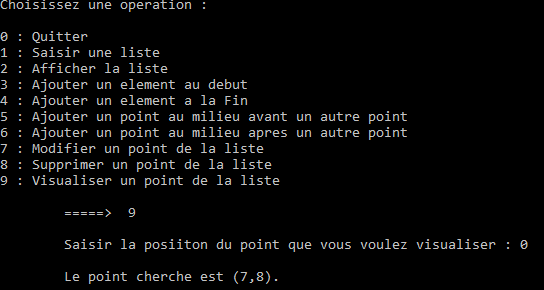 Choisissez une operation :
0 : Quitter
1 : Saisir une liste
2 : Afficher la liste
3 : Ajouter un element au debut
4 : Ajouter un element a la Fin
5 : Ajouter un point au milieu avant un autre point
6 : Ajouter un point au milieu apres un autre point
7 : Modifier un point de la liste
8 : Supprimer un point de la liste
9 : Visualiser un point de la liste
=====> 9
Saisir la posiiton du point que vous voulez visualiser : 0
Le point cherche est (7,8).